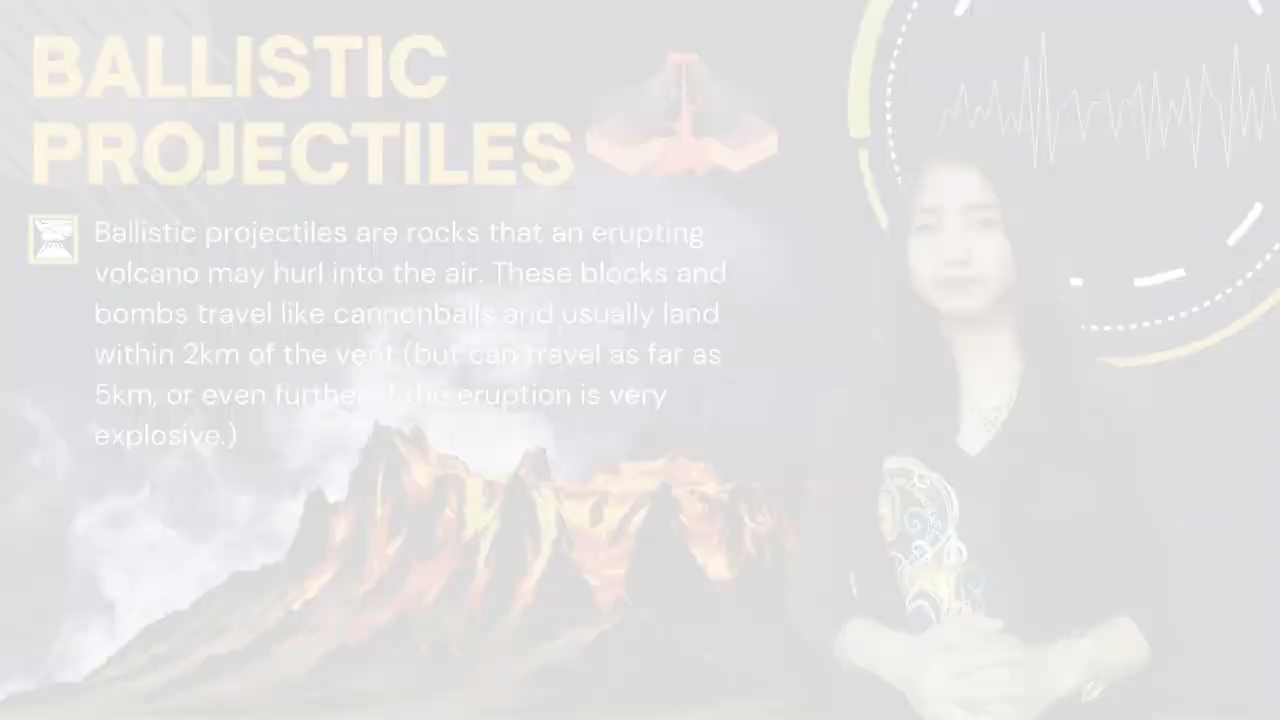 BALLISTIC
PROJECTILES
Ballistic projectiles are rocks that an erupting
volcano may hurl into the air. These blocks and
bombs travel like cannonballs and usually land
within 2km of the vent (but can travel as far as
5km, or even further if the eruption is very
explosive.)